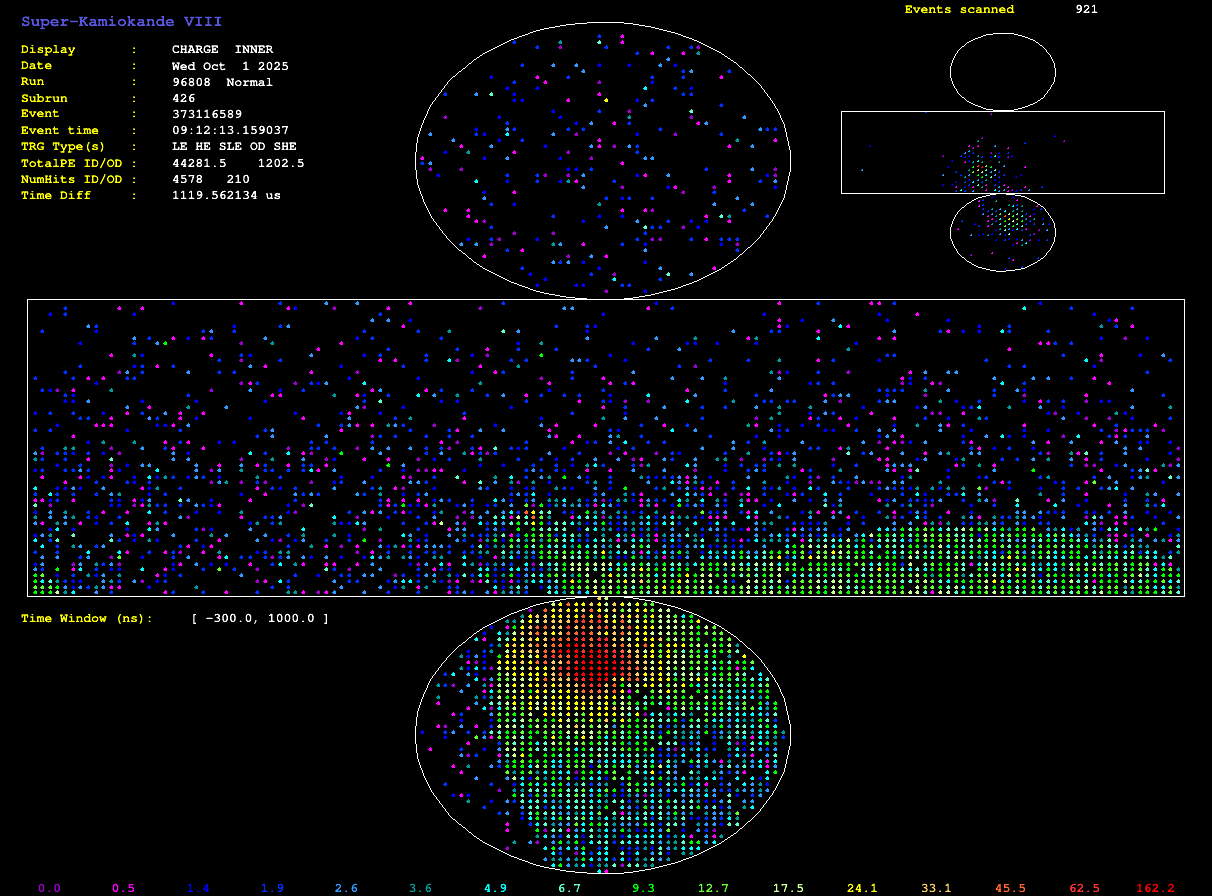 Super-Kamiokande VIII
Display : CHARGE INNER
Date : Wed Oct 1 2025
Run : 96808 Normal
Subrun : 426
Event : 373116589
Event time : 09:12:13.159037
TRG Type(s) : LE HE SLE OD SHE
TotalPE ID/OD : 44281.5 1202.5
NumHits ID/OD : 4578 210
Time Diff : 1119.562134 us
Events scanned 921
Time Window (ns): [ -300.0, 1000.0 ]
0.0 0.5 1.4 1.9 2.6 3.6 4.9 6.7 9.3 12.7 17.5 24.1 33.1 45.5 62.5 162.2